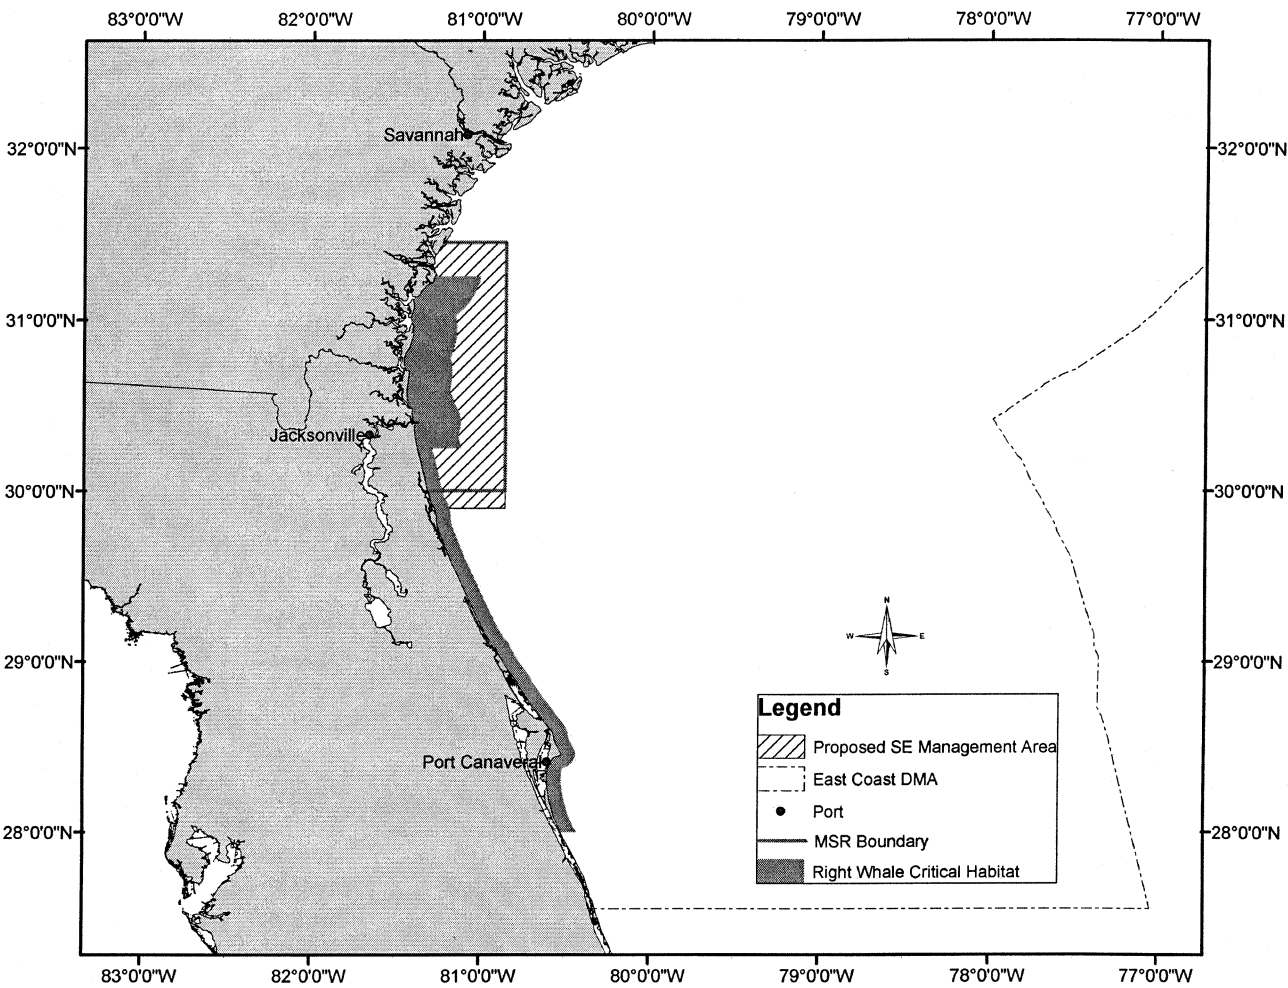 83°0'0"W 82°0'0"W 81°0'0"W 80°0'0"W 79°0'0"W 78°0'0"W 77°0'0"W
Savannah
32°0'0"N 32°0'0"N
31°0'0"N 31°0'0"N
Jacksonville
30°0'0"N 30°0'0"N
N
W E
S
29°0'0"N 29°0'0"N
Legend
Proposed SE Management Area
Port Canaveral
East Coast DMA
Port
28°0'0"N 28°0'0"N
MSR Boundary
Right Whale Critical Habitat
83°0'0"W 82°0'0"W 81°0'0"W 80°0'0"W 79°0'0"W 78°0'0"W 77°0'0"W